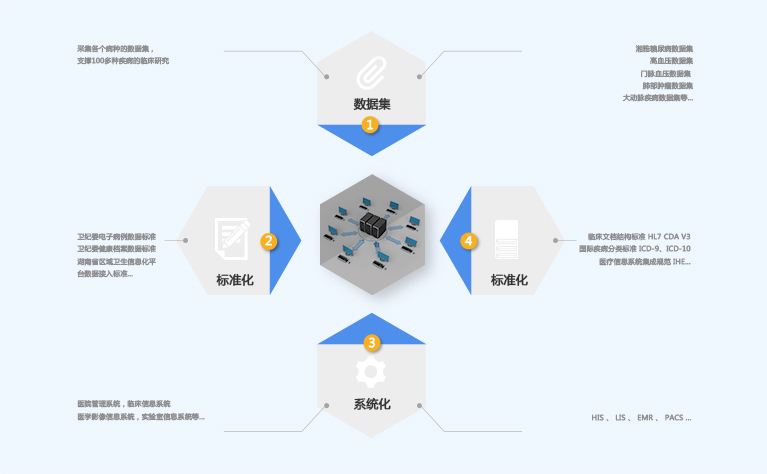 采集各个病种的数据集，
支撑100多种疾病的临床研究
湘雅糖尿病数据集
高血压数据集
门脉血压数据集
肺部肿瘤数据集
大动脉疾病数据集等...
数据集
1
卫纪委电子病例数据标准
卫纪委健康档案数据标准
湖南省区域卫生信息化平
台数据接入标准...
2
标准化
4
标准化
临床文档结构标准 HL7 CDA V3
国际疾病分类标准 ICD-9、ICD-10
医疗信息系统集成规范 IHE...
3
系统化
医院管理系统，临床信息系统
医学影像信息系统，实验室信息系统等...
HIS 、 LIS 、 EMR 、 PACS ...